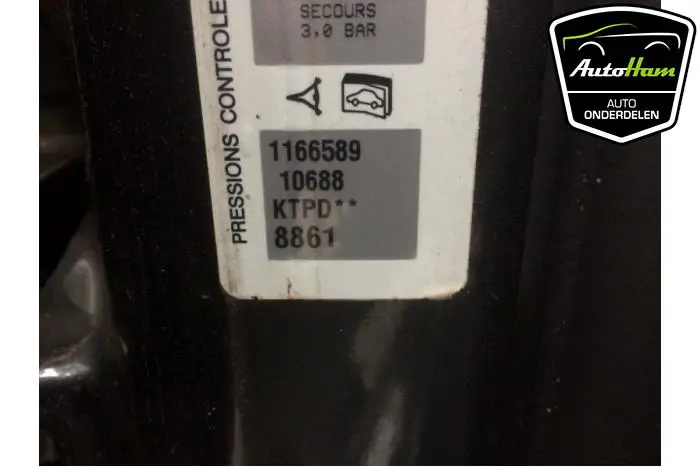 SECOURS
3.0 BAR
PRESSIONS CONTROLE
1166589
10688
KTPD**
8861
AutoHam
AUTO
ONDERDELEN